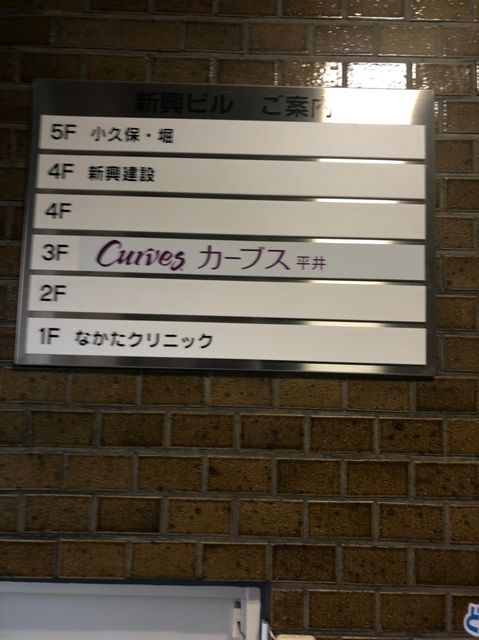 新興ビル ご案内
5F 小久保・堀
4F 新興建設
4F
3F Curves カーブス 平井
2F
1F なかたクリニック